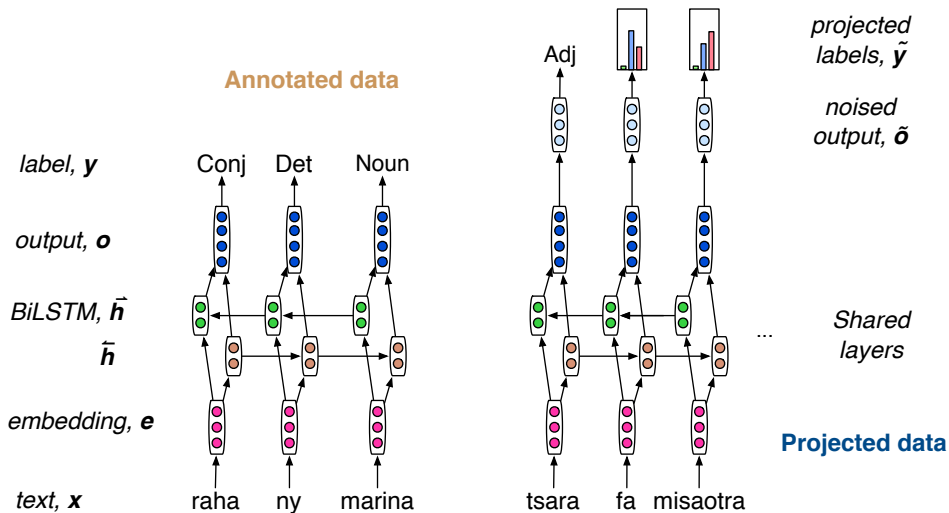 projected
labels, ỹ
Adj
Annotated data
noised
output, õ
label, y
Conj Det Noun
output, o
BiLSTM, h⃗
h⃖
...
Shared
layers
embedding, e
Projected data
text, x
raha ny marina
tsara fa misaotra